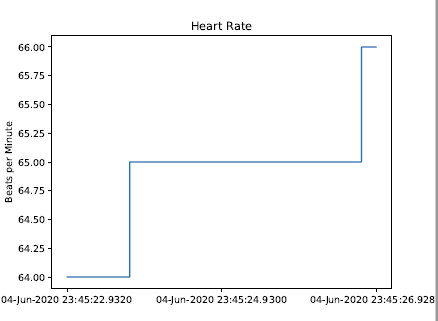 Heart Rate
66.00
65.75
65.50
65.25
65.00
64.75
64.50
64.25
64.00
Beats per Minute
04-Jun-2020 23:45:22.9320
04-Jun-2020 23:45:24.9300
04-Jun-2020 23:45:26.928